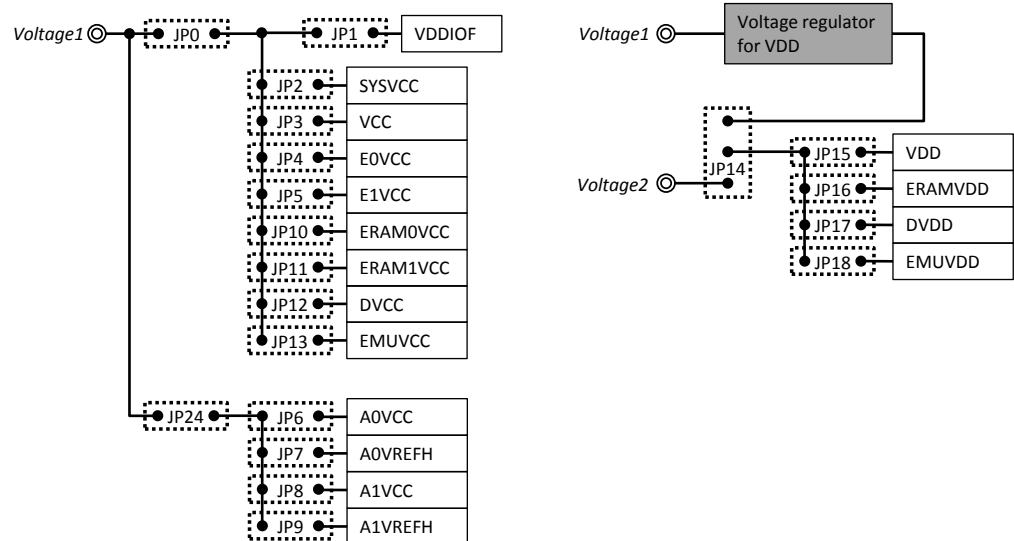 Voltage1
JP0
JP1
VDDIOF
JP2
SYSVCC
JP3
VCC
JP4
E0VCC
JP5
E1VCC
JP10
ERAM0VCC
JP11
ERAM1VCC
JP12
DVCC
JP13
EMUVCC
JP24
JP6
A0VCC
JP7
A0VREFH
JP8
A1VCC
JP9
A1VREFH
Voltage1
Voltage regulator
for VDD
JP14
Voltage2
JP15
VDD
JP16
ERAMVDD
JP17
DVDD
JP18
EMUVDD